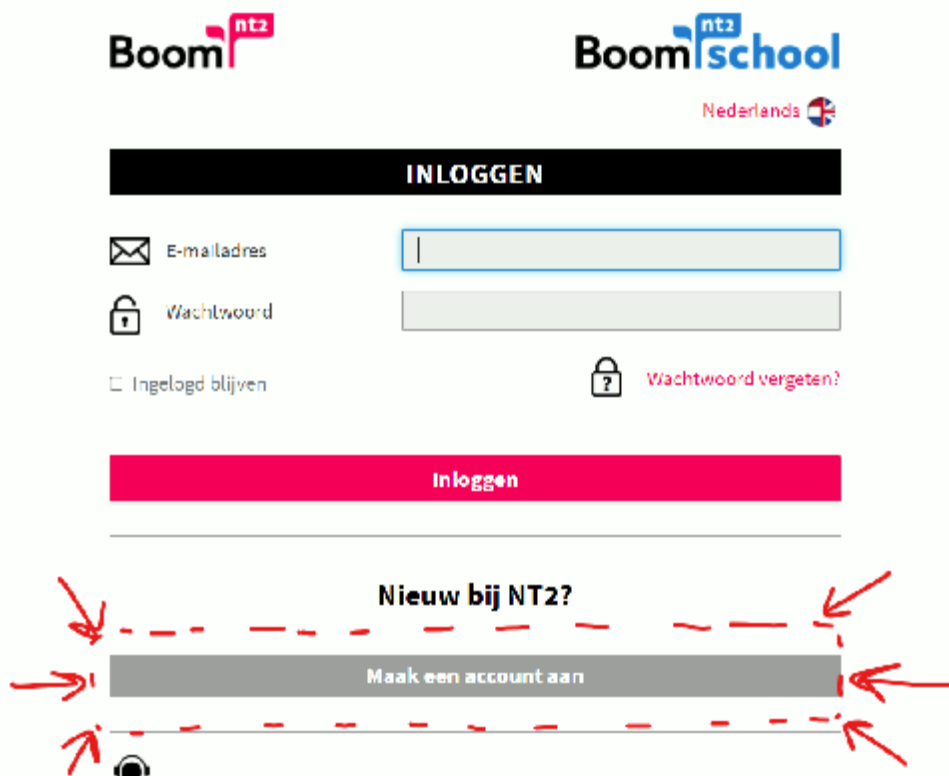 Boom nt2
Boom nt2 school
Nederlands
INLOGGEN
E-mailadres
Wachtwoord
Ingelogd blijven
Wachtwoord vergeten?
Inloggen
Nieuw bij NT2?
Maak een account aan